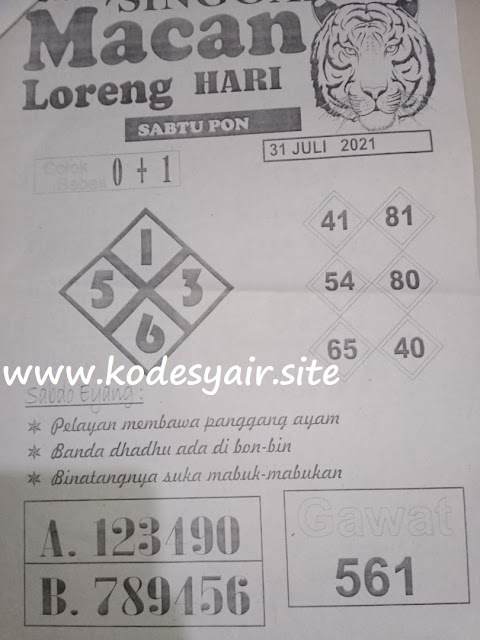 Macan
Loreng HARI
SABTU PON
31 JULI 2021
Colok Bebas 0 + 1
1
5 3
6
41 81
54 80
65 40
www.kodesyair.site
Sabdo Eyang :
✶ Pelayan membawa panggang ayam
✶ Banda dhadhu ada di bon-bin
✶ Binatangnya suka mabuk-mabukan
A. 123490
B. 789456
Gawat
561